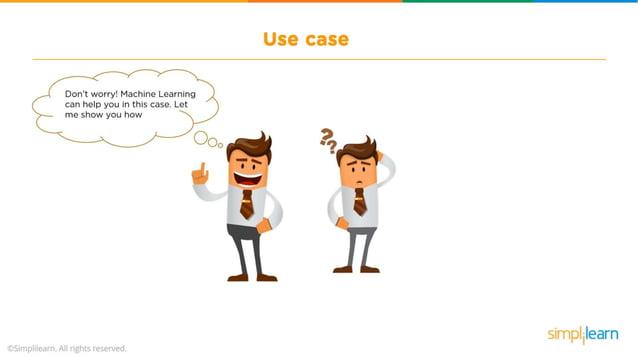 Use case
Don't worry! Machine Learning
can help you in this case. Let
me show you how
??
simplilearn
©Simplilearn. All rights reserved.